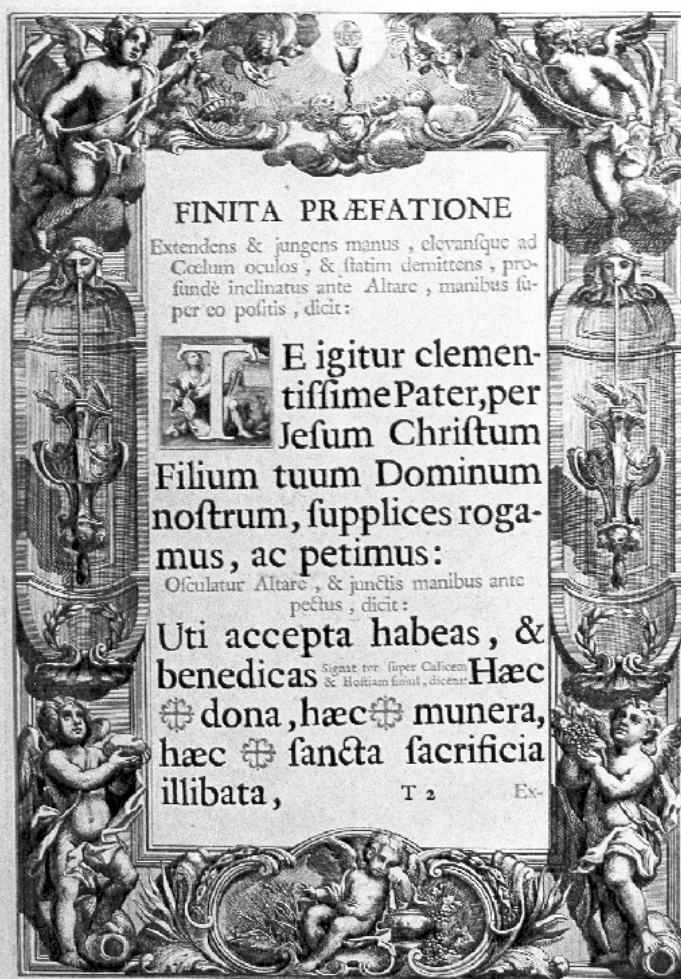 FINITA PRÆFATIONE
Extendens & jungens manus , elevanſque ad
Cœlum oculos , & ſtatim demittens , pro-
fundè inclinatus ante Altare , manibus ſu-
per eo poſitis , dicit :
TE igitur clemen-
tiſſime Pater, per
Jeſum Chriſtum
Filium tuum Dominum
noſtrum, ſupplices roga-
mus, ac petimus:
Oſculatur Altare , & junctis manibus ante
pectus , dicit :
Uti accepta habeas, &
benedicas Signat ter ſuper Calicem & Hoſtiam ſimul, dicens: Hæc
✠ dona, hæc ✠ munera,
hæc ✠ ſancta ſacrificia
illibata,
T 2 Ex-